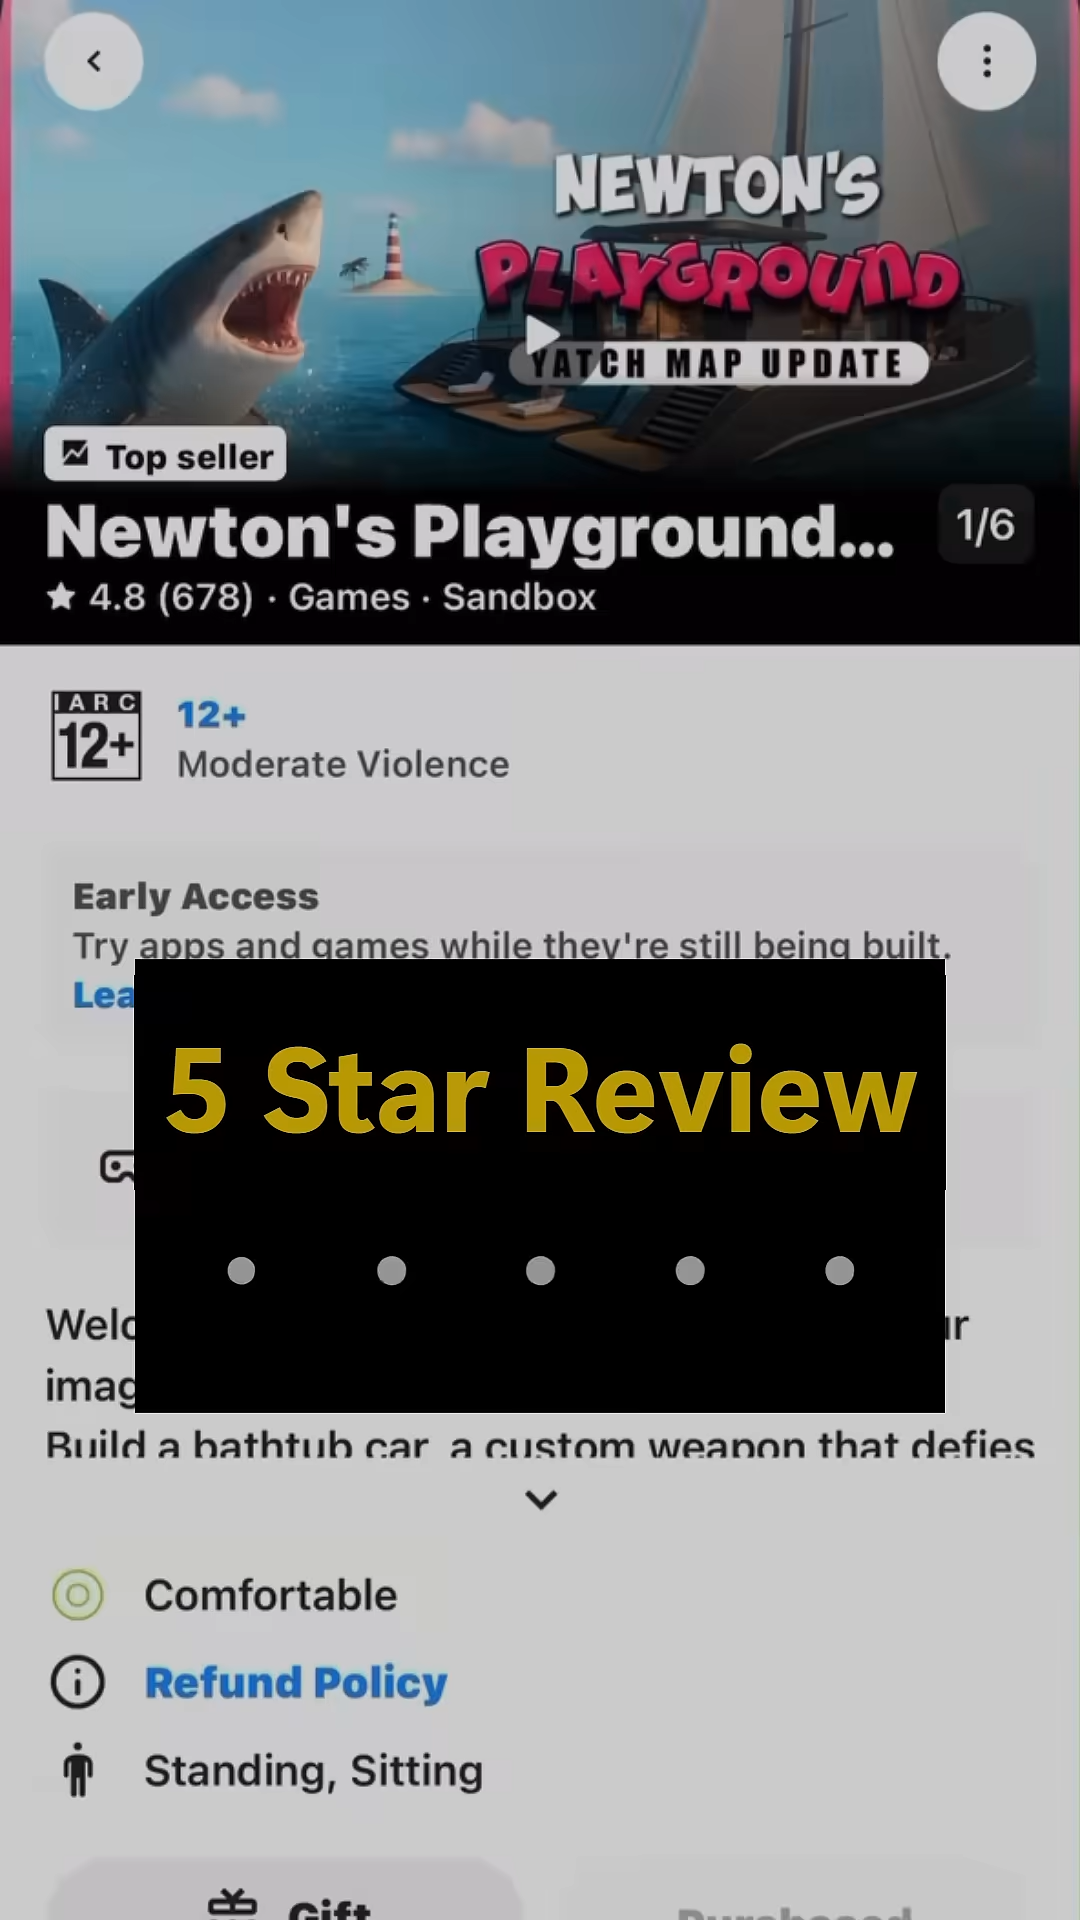 NEWTON'S
PLAYGROUND
YATCH MAP UPDATE
Top seller
Newton's Playground...
1/6
4.8 (678) · Games · Sandbox
IARC
12+
12+
Moderate Violence
Early Access
Try apps and games while they're still being built.
5 Star Review
Build a bathtub car, a custom weapon that defies
Comfortable
Refund Policy
Standing, Sitting
Gift
Purchased